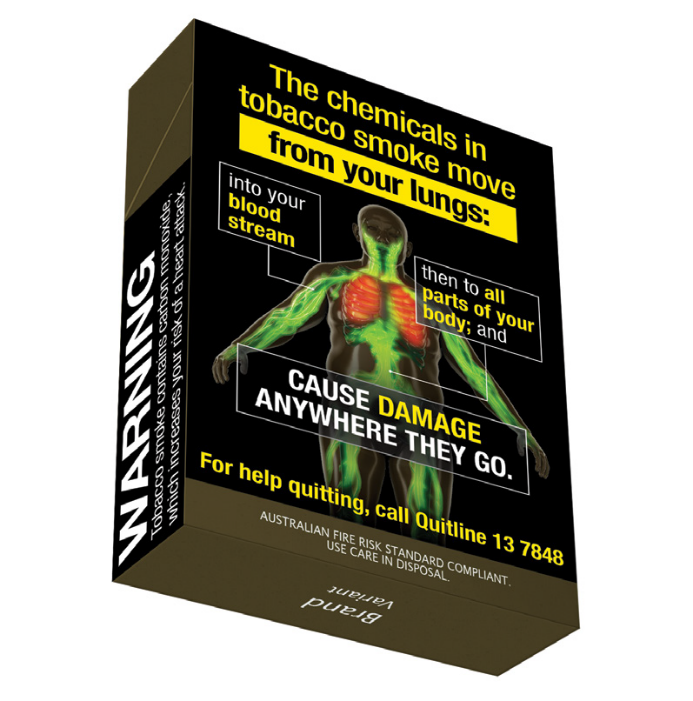 The chemicals in
tobacco smoke move
from your lungs:
into your
blood
stream
then to all
parts of your
body; and
CAUSE DAMAGE
ANYWHERE THEY GO.
For help quitting, call Quitline 13 7848
AUSTRALIAN FIRE RISK STANDARD COMPLIANT.
USE CARE IN DISPOSAL.
Brand
Variant
WARNING
Tobacco smoke contains carbon monoxide,
which increases your risk of a heart attack.